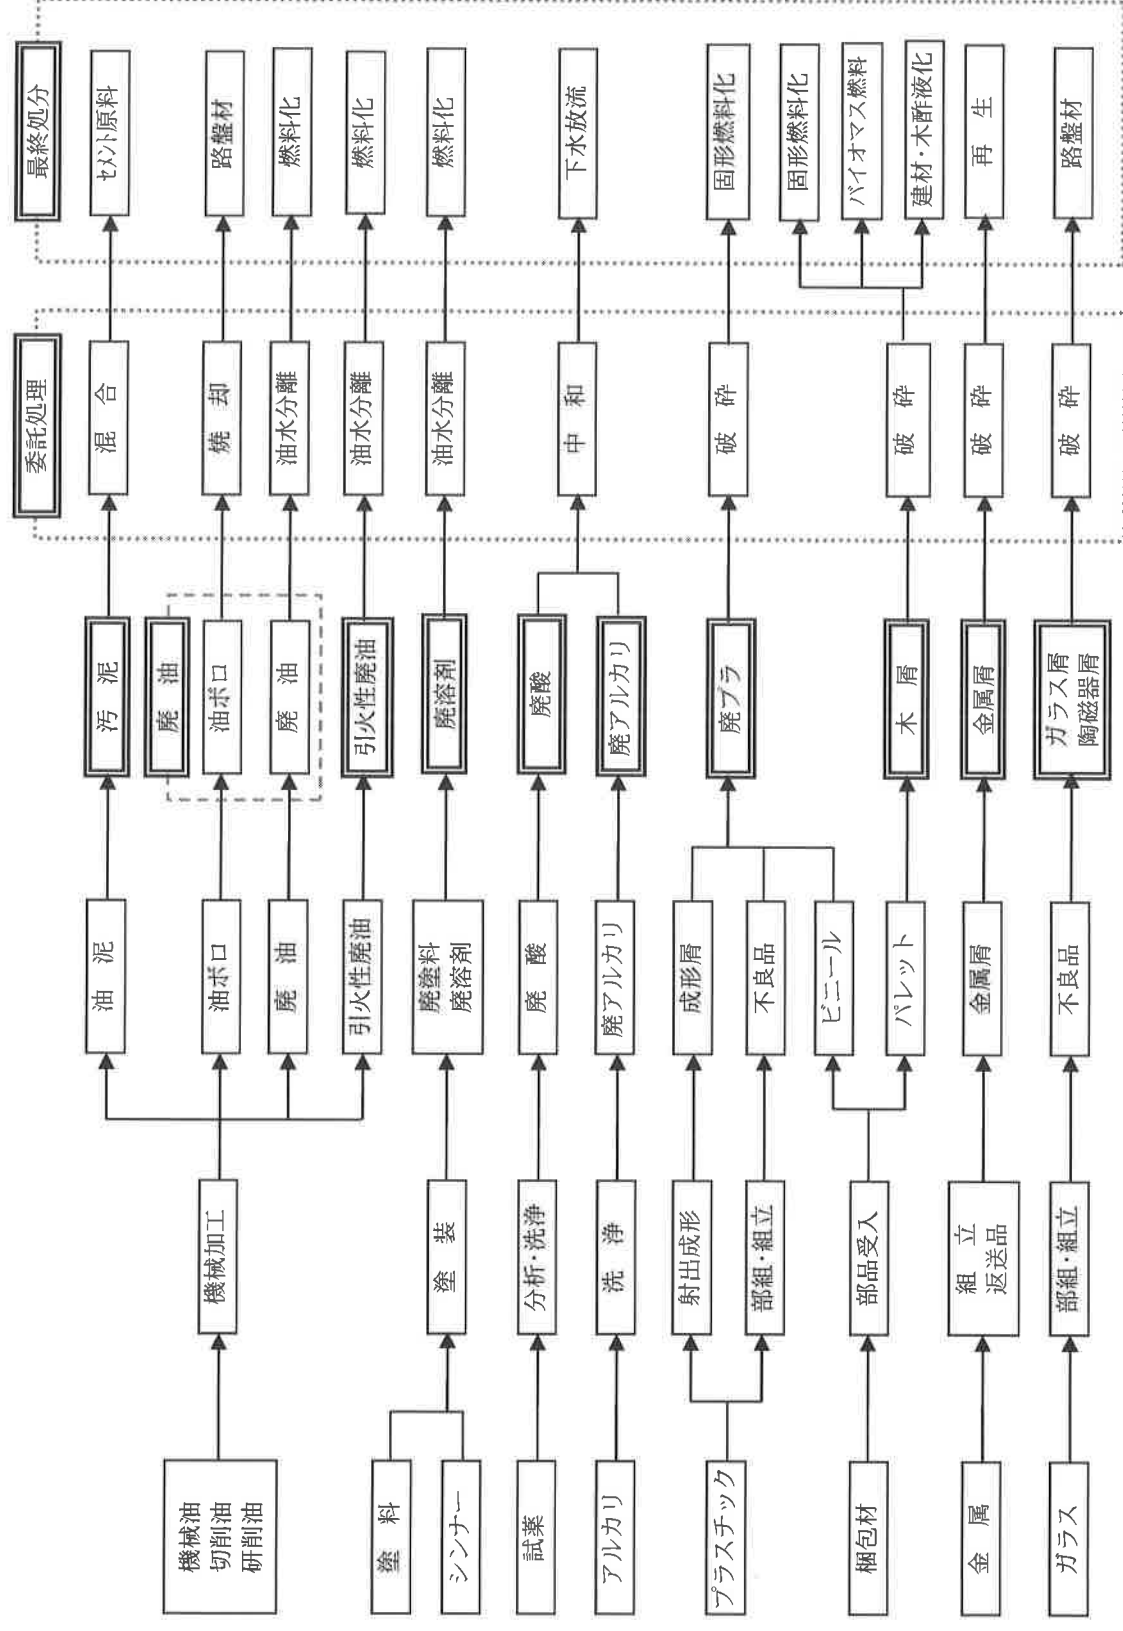 委託処理
最終処分
機械油
切削油
研削油
機械加工
油　泥
汚　泥
混　合
セメント原料
廃　油
油ボロ
油ボロ
焼　却
路盤材
廃　油
廃　油
油水分離
燃料化
引火性廃油
引火性廃油
油水分離
燃料化
塗　料
シンナー
塗　装
廃塗料
廃溶剤
廃溶剤
油水分離
燃料化
試薬
分析・洗浄
廃　酸
廃酸
中　和
下水放流
アルカリ
洗　浄
廃アルカリ
廃アルカリ
プラスチック
射出成形
成形屑
部組・組立
不良品
廃プラ
破　砕
固形燃料化
梱包材
部品受入
ビニール
パレット
木　屑
破　砕
固形燃料化
バイオマス燃料
建材・木酢液化
金　属
組　立
返送品
金属屑
金属屑
破　砕
再　生
ガラス
部組・組立
不良品
ガラス屑
陶磁器屑
破　砕
路盤材